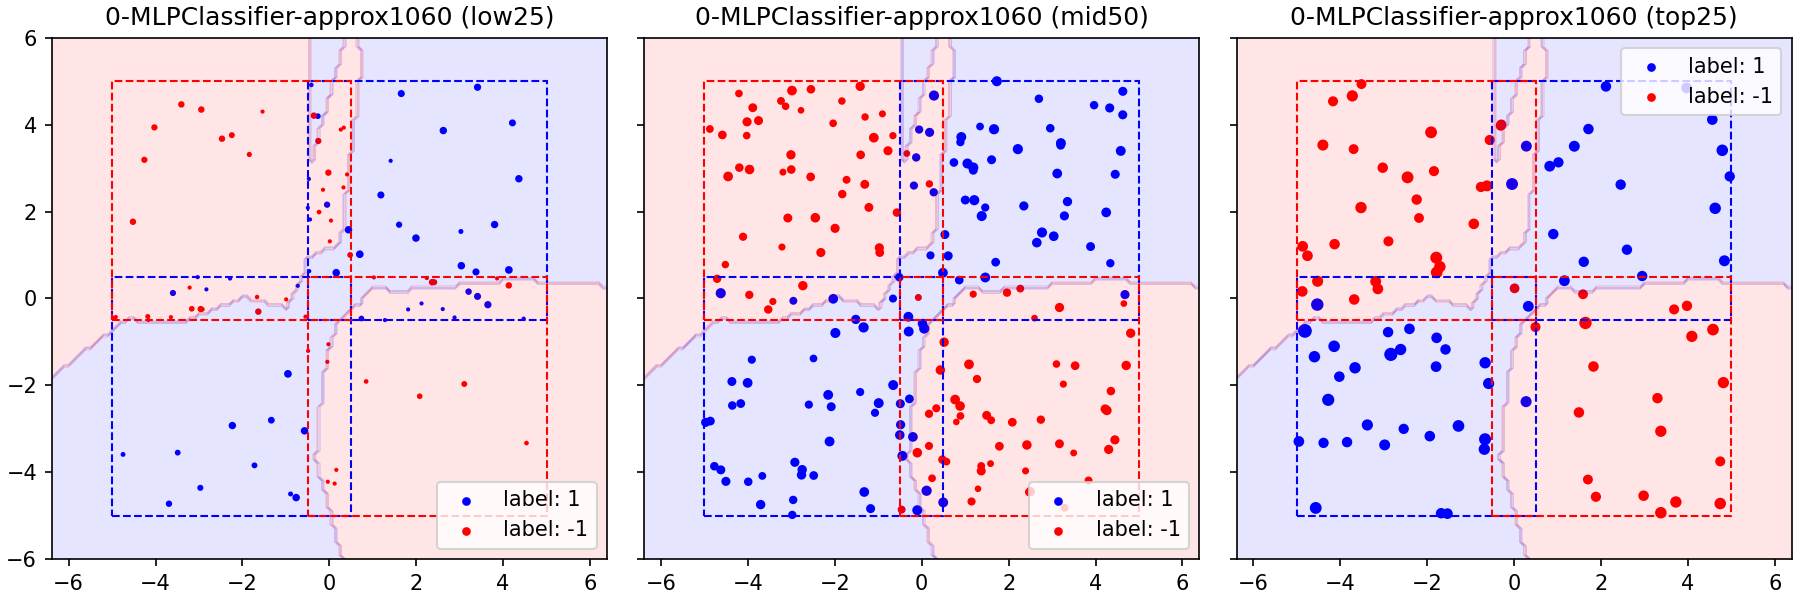 0-MLPClassifier-approx1060 (low25)
0-MLPClassifier-approx1060 (mid50)
0-MLPClassifier-approx1060 (top25)
6
4
2
0
−2
−4
−6
label: 1
label: -1
label: 1
label: -1
label: 1
label: -1
−6 −4 −2 0 2 4 6
−6 −4 −2 0 2 4 6
−6 −4 −2 0 2 4 6